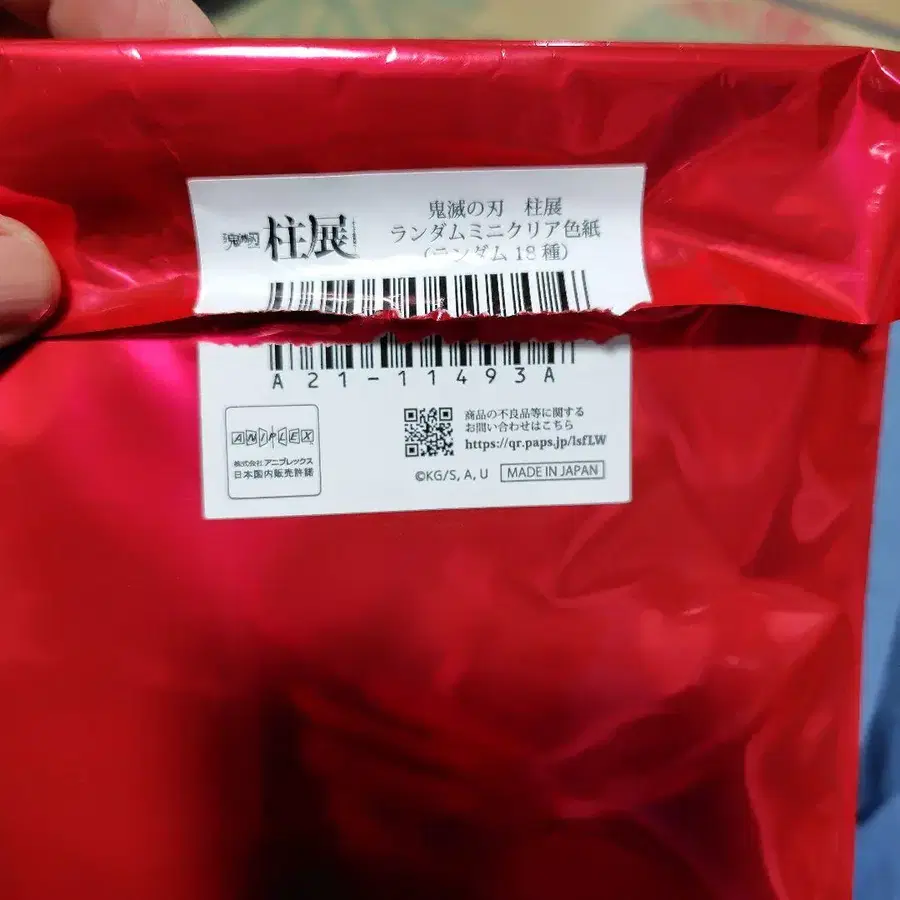 鬼滅の刃 柱展
鬼滅の刃 柱展
ランダムミニクリア色紙
(ランダム 18 種)
A21-11493A
ANIPLEX
株式会社アニプレックス
日本国内販売許諾
商品の不良品等に関する
お問い合わせはこちら
https://qr.paps.jp/lsfLW
©KG/S, A, U
MADE IN JAPAN